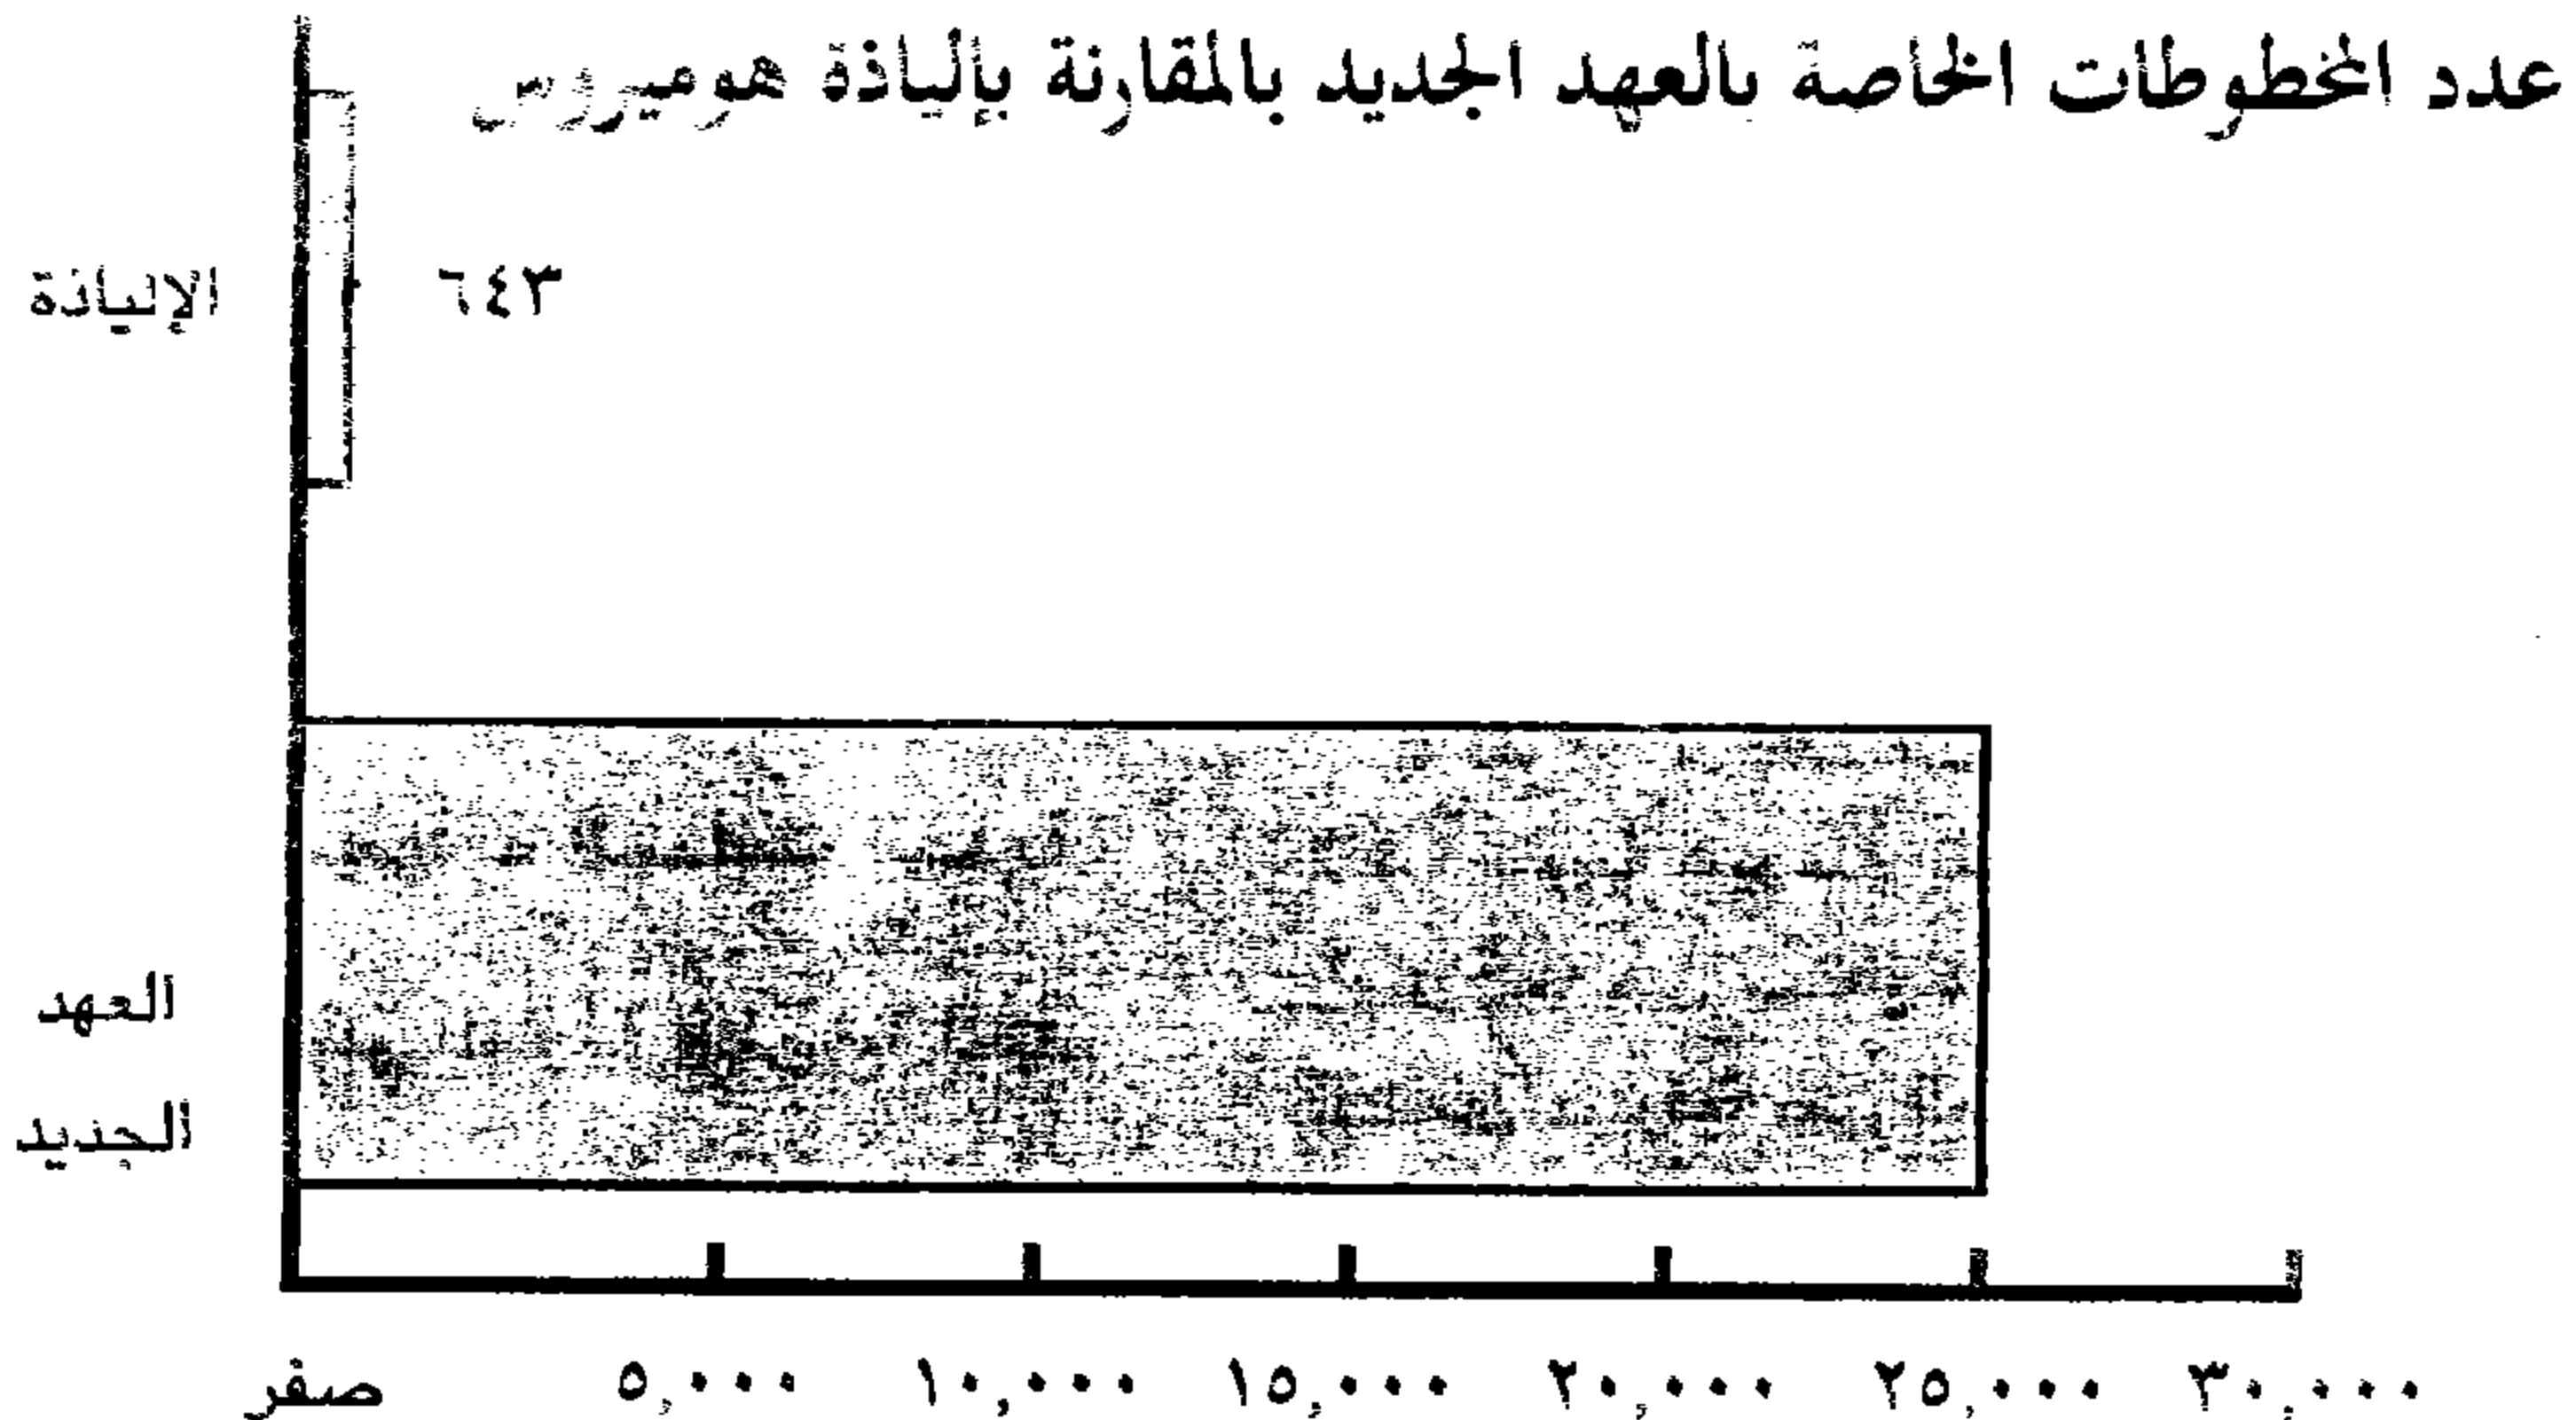 عدد المخطوطات الخاصة بالعهد الجديد بالمقارنة بإلياذة هوميروس
الإلياذة
٦٤٣
العهد
الجديد
صفر ٥,٠٠٠ ١٠,٠٠٠ ١٥,٠٠٠ ٢٠,٠٠٠ ٢٥,٠٠٠ ٣٠,٠٠٠